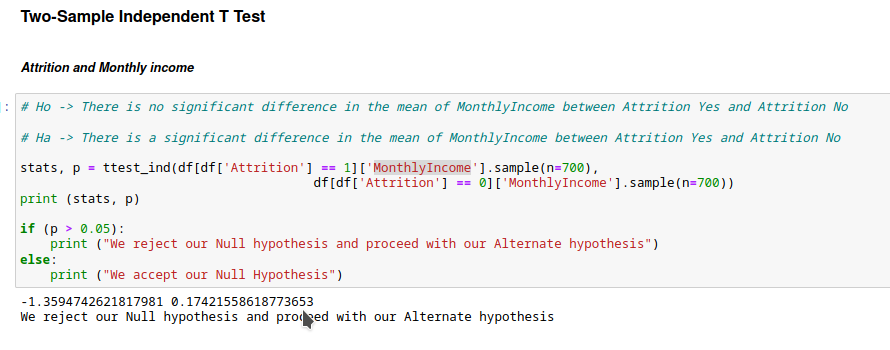 Two-Sample Independent T Test
Attrition and Monthly income
]:
# Ho -> There is no significant difference in the mean of MonthlyIncome between Attrition Yes and Attrition No
# Ha -> There is a significant difference in the mean of MonthlyIncome between Attrition Yes and Attrition No
stats, p = ttest_ind(df[df['Attrition'] == 1]['MonthlyIncome'].sample(n=700),
df[df['Attrition'] == 0]['MonthlyIncome'].sample(n=700))
print (stats, p)
if (p > 0.05):
print ("We reject our Null hypothesis and proceed with our Alternate hypothesis")
else:
print ("We accept our Null Hypothesis")
-1.3594742621817981 0.17421558618773653
We reject our Null hypothesis and proceed with our Alternate hypothesis